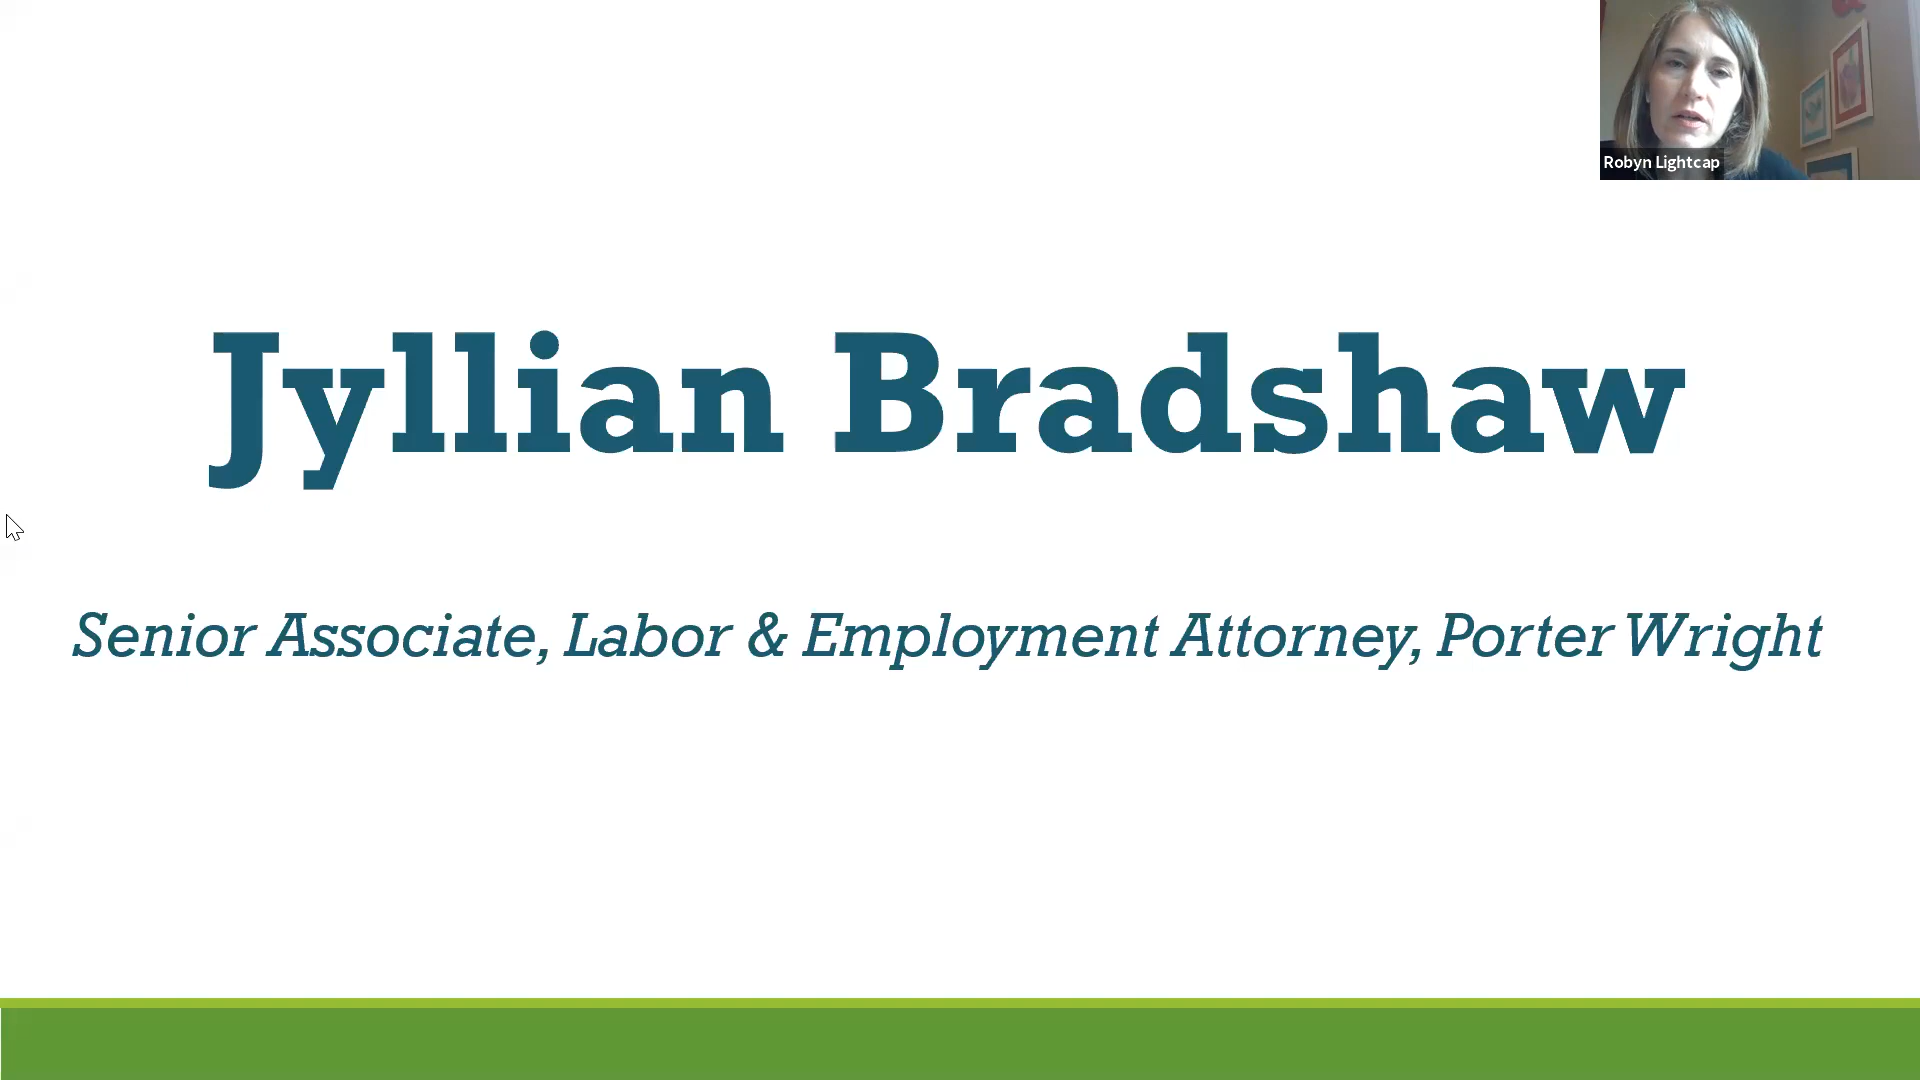 Robyn Lightcap
Jyllian Bradshaw
Senior Associate, Labor & Employment Attorney, Porter Wright